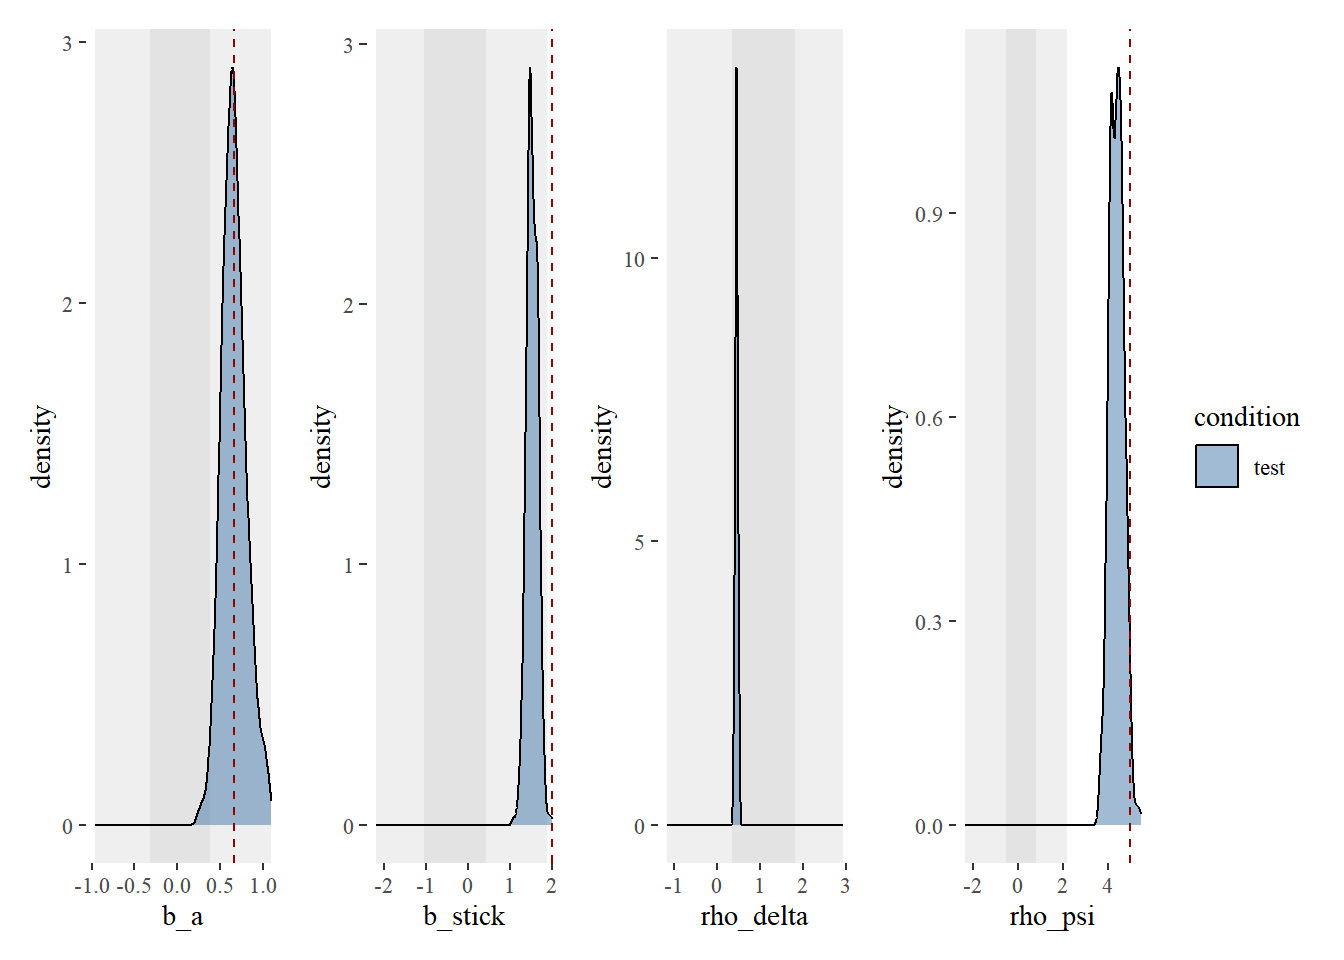 density
3
2
1
0
-1.0 -0.5 0.0 0.5 1.0
b_a
density
3
2
1
0
-2 -1 0 1 2
b_stick
density
10
5
0
-1 0 1 2 3
rho_delta
density
0.9
0.6
0.3
0.0
-2 0 2 4
rho_psi
condition
test